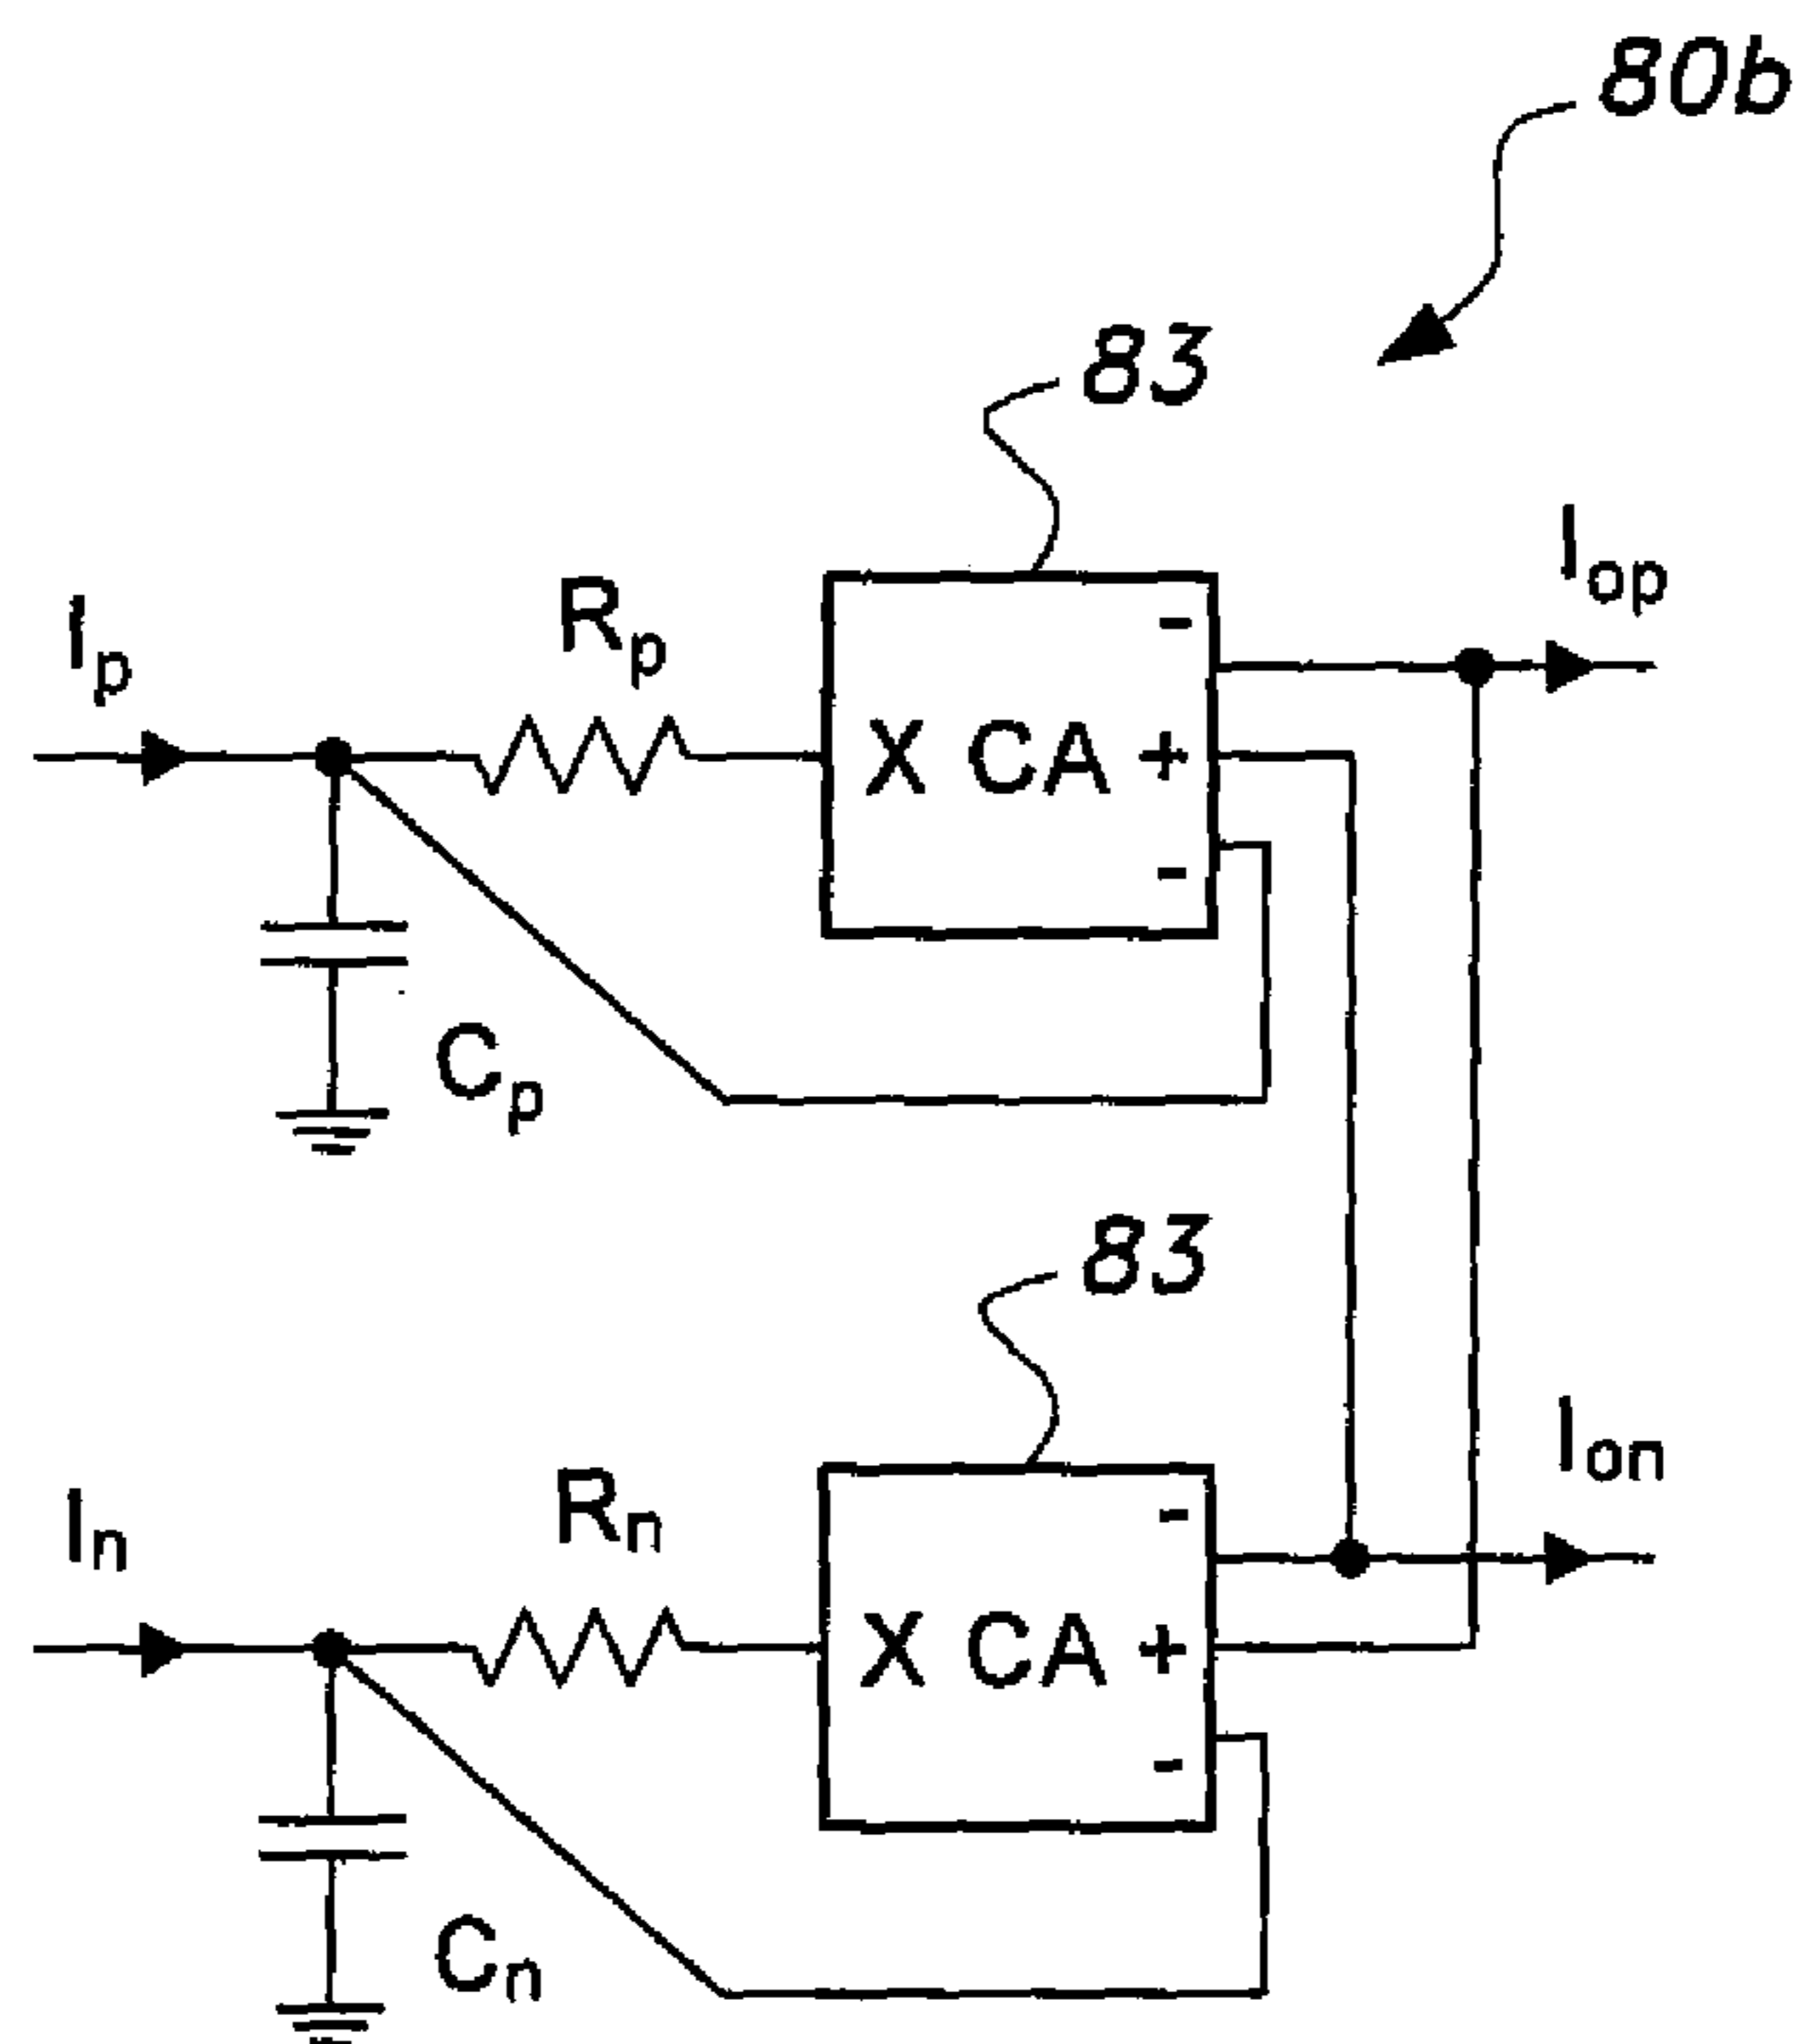 80b
83
Iop
Rp
Ip
-
X CA +
-
Cp
83
Ion
Rn
In
-
X CA +
-
Cn